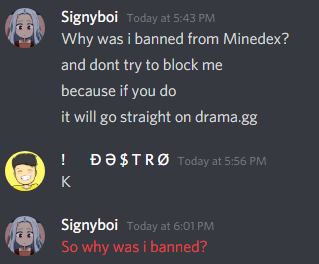 Signyboi Today at 5:43 PM
Why was i banned from Minedex?
and dont try to block me
because if you do
it will go straight on drama.gg
! Đ Ə $ T R Ø Today at 5:56 PM
K
Signyboi Today at 6:01 PM
So why was i banned?